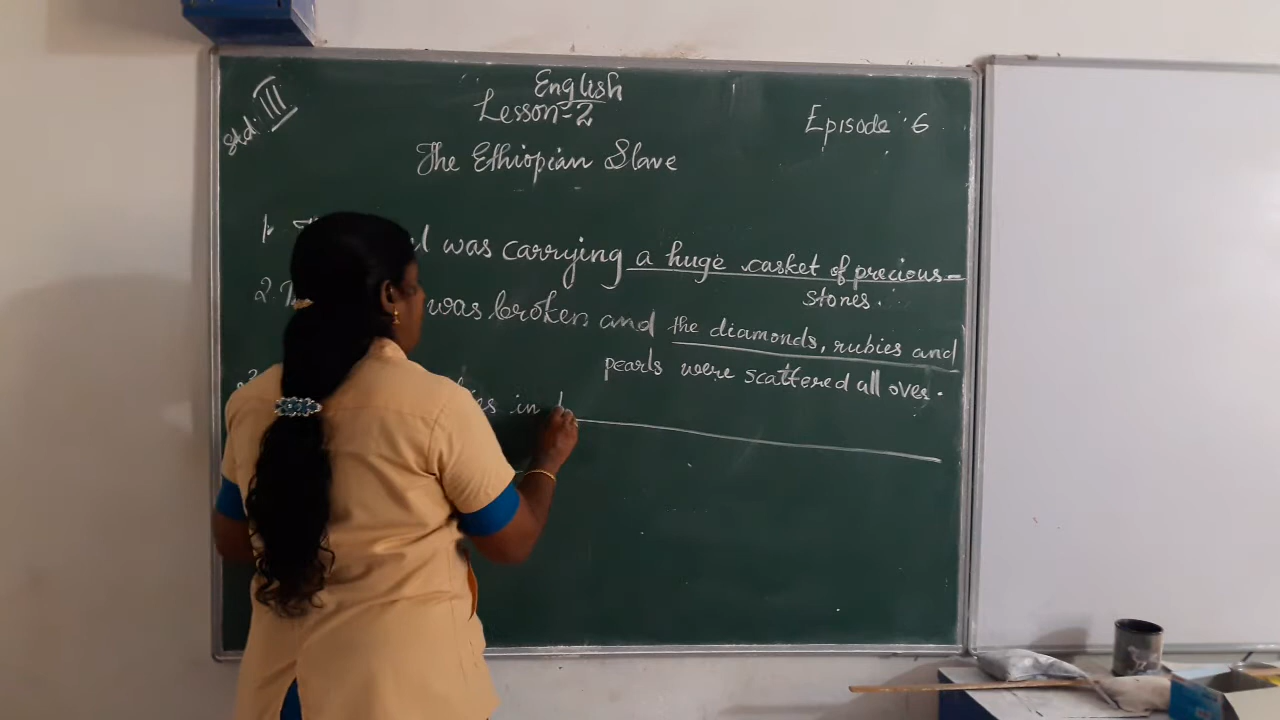 Std: III
English
Lesson-2
Episode : 6
The Ethiopian Slave
1. was carrying a huge casket of precious-
stones.
2. was broken and the diamonds, rubies and
pearls were scattered all over.
in